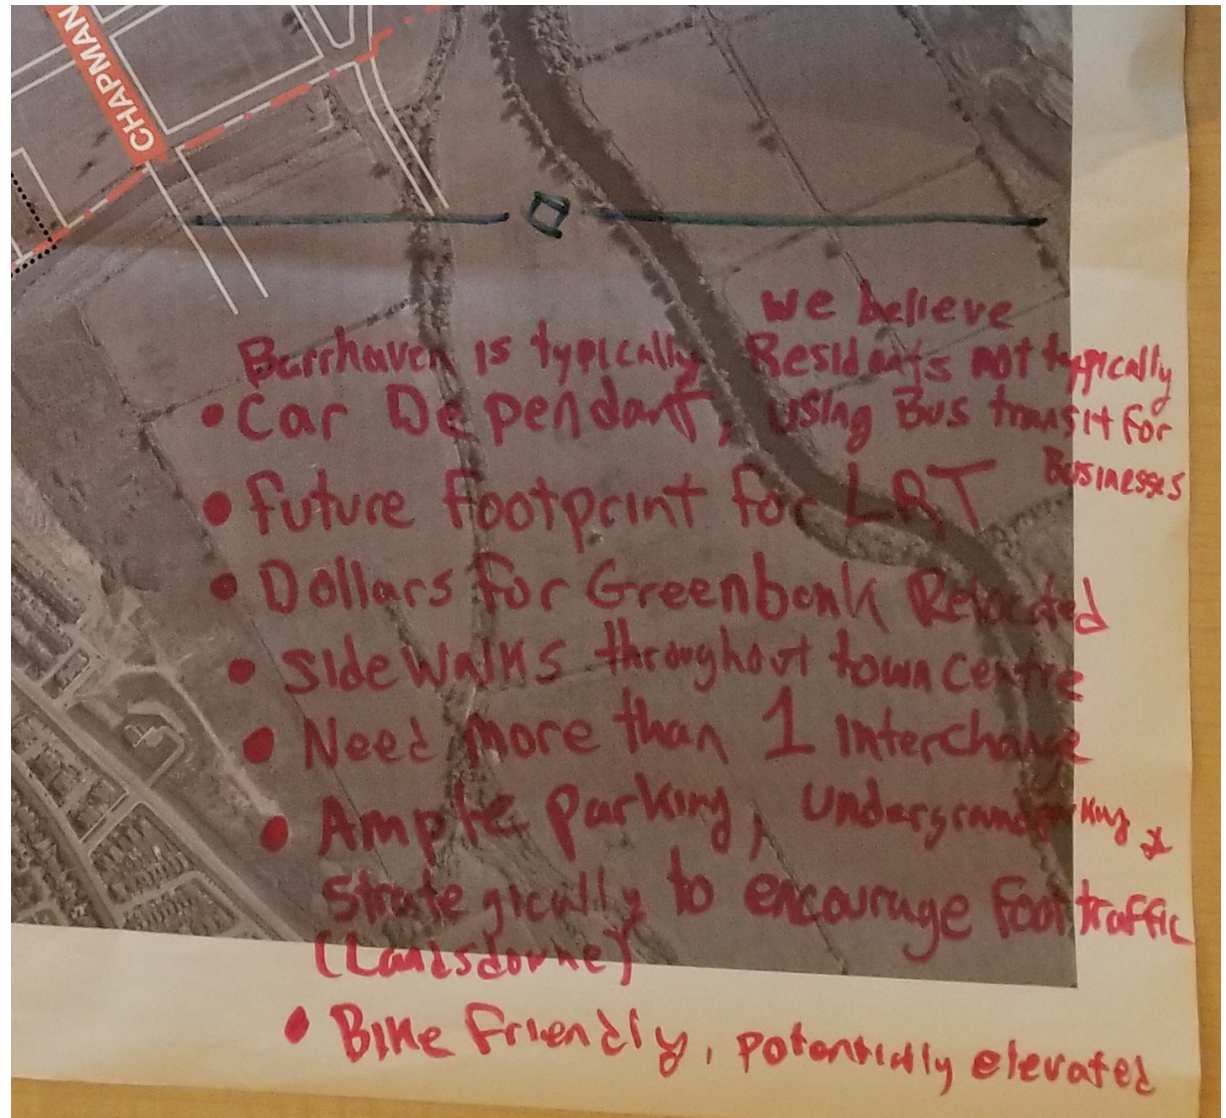 CHAPMAN
we believe
Barrhaven is typically Residents not typically
• Car Dependant, using Bus transit for
Businesses
• Future Footprint for LRT
• Dollars for Greenbank Relocated
• SideWalks throughout town centre
• Need more than 1 interchange
• Ample parking, underground parking &
strategically to encourage foot traffic
(Landsdowne)
• Bike Friendly, potentially elevated